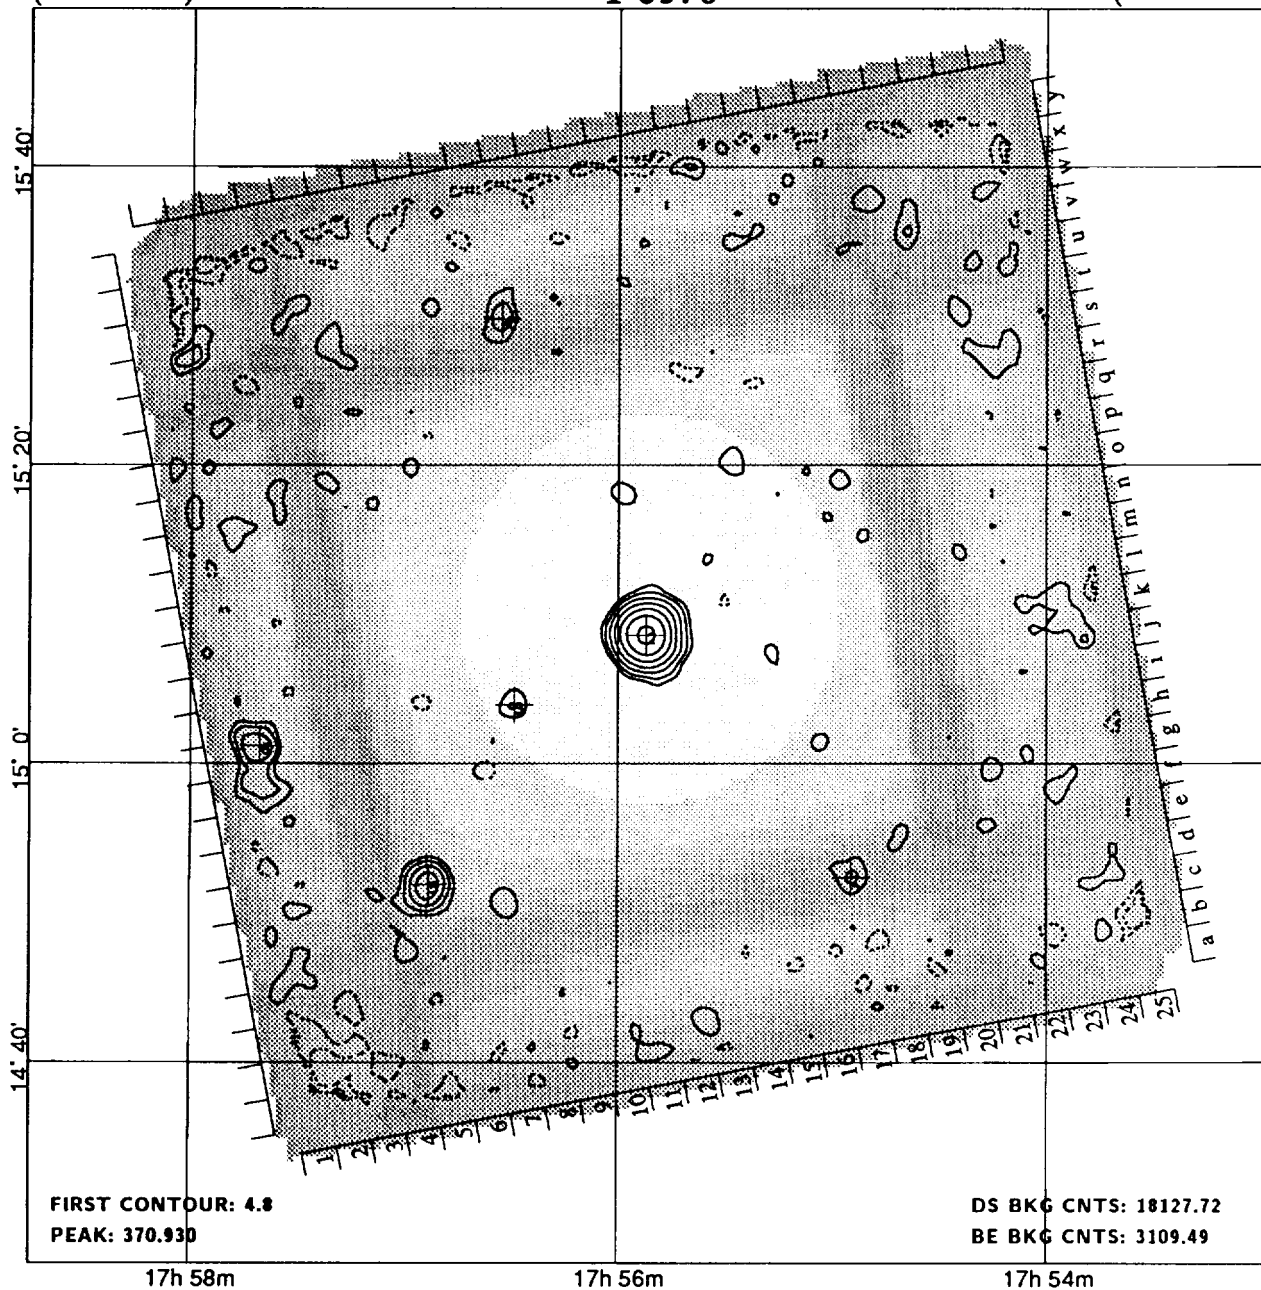 15° 40'
15° 20'
15° 0'
14° 40'
a b c d e f g h i j k l m n o p q r s t u v w x y
1 2 3 4 5 6 7 8 9 10 11 12 13 14 15 16 17 18 19 20 21 22 23 24 25
FIRST CONTOUR: 4.8
PEAK: 370.930
DS BKG CNTS: 18127.72
BE BKG CNTS: 3109.49
17h 58m
17h 56m
17h 54m